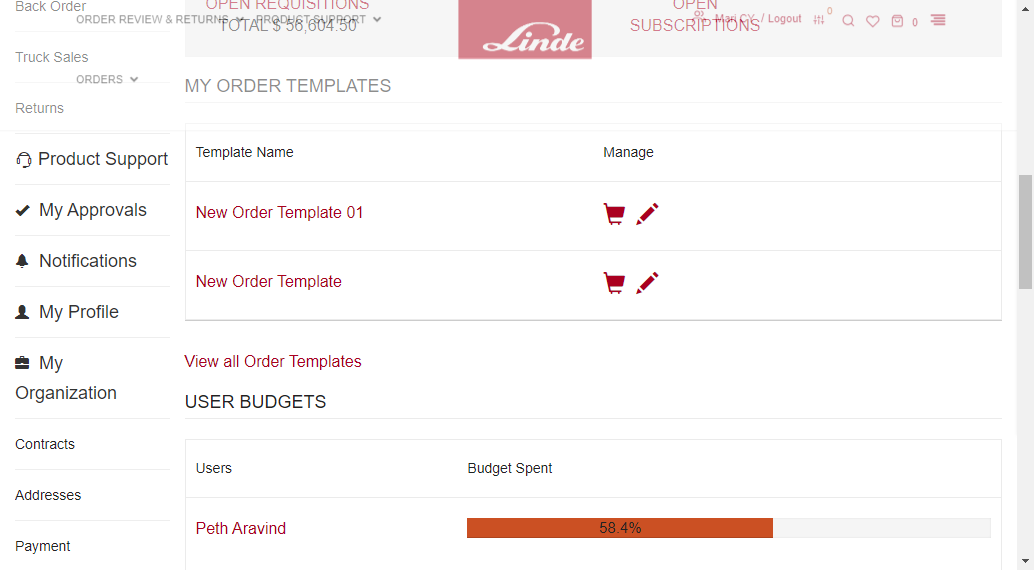 Back Order
Truck Sales
Returns
Product Support
My Approvals
Notifications
My Profile
My
Organization
Contracts
Addresses
Payment
ORDER REVIEW & RETURNS
PRODUCT SUPPORT
ORDERS
Linde
Mari CY / Logout
0
0
OPEN REQUISITIONS
TOTAL $ 56,604.50
OPEN
SUBSCRIPTIONS
MY ORDER TEMPLATES
Template Name Manage
New Order Template 01
New Order Template
View all Order Templates
USER BUDGETS
Users Budget Spent
Peth Aravind 58.4%